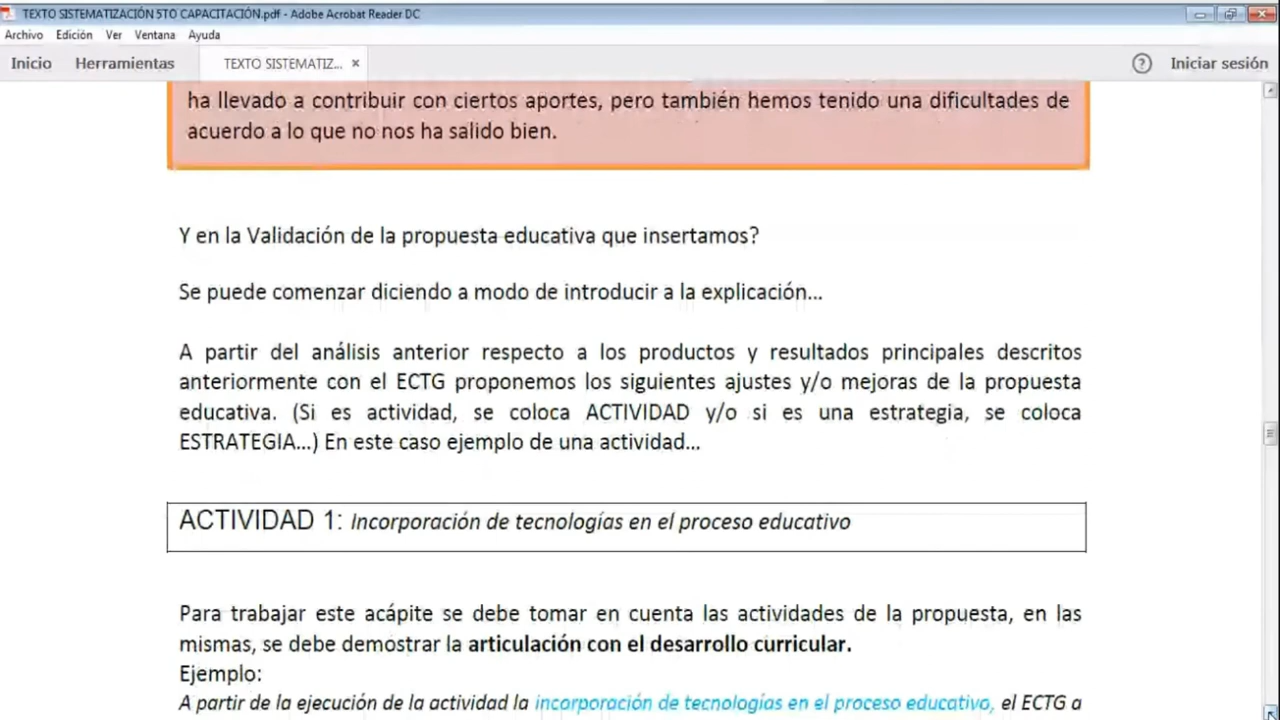 TEXTO SISTEMATIZACIÓN 5TO CAPACITACIÓN.pdf - Adobe Acrobat Reader DC
Archivo Edición Ver Ventana Ayuda
Inicio Herramientas TEXTO SISTEMATIZ... × ? Iniciar sesión
ha llevado a contribuir con ciertos aportes, pero también hemos tenido una dificultades de
acuerdo a lo que no nos ha salido bien.
Y en la Validación de la propuesta educativa que insertamos?
Se puede comenzar diciendo a modo de introducir a la explicación...
A partir del análisis anterior respecto a los productos y resultados principales descritos
anteriormente con el ECTG proponemos los siguientes ajustes y/o mejoras de la propuesta
educativa. (Si es actividad, se coloca ACTIVIDAD y/o si es una estrategia, se coloca
ESTRATEGIA...) En este caso ejemplo de una actividad...
ACTIVIDAD 1: Incorporación de tecnologías en el proceso educativo
Para trabajar este acápite se debe tomar en cuenta las actividades de la propuesta, en las
mismas, se debe demostrar la articulación con el desarrollo curricular.
Ejemplo:
A partir de la ejecución de la actividad la incorporación de tecnologías en el proceso educativo, el ECTG a